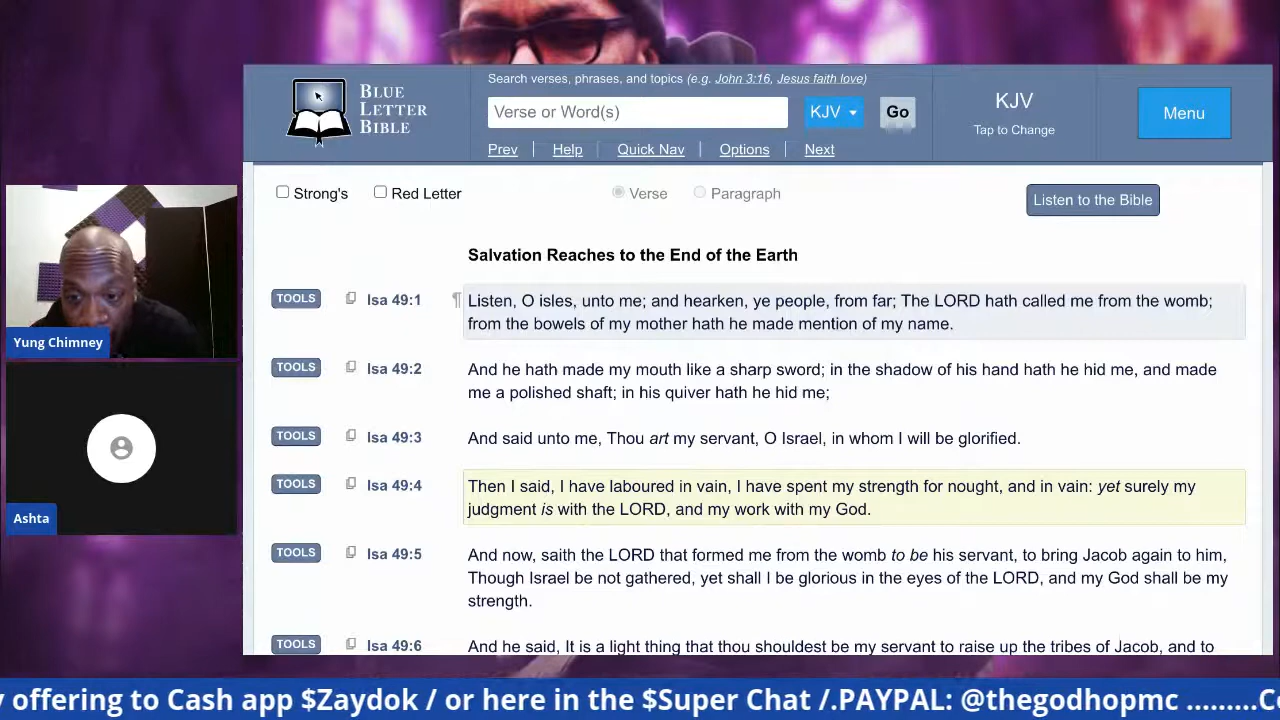 Search verses, phrases, and topics (e.g. John 3:16, Jesus faith love)
BLUE
LETTER
BIBLE
Verse or Word(s)
KJV
Go
KJV
Tap to Change
Menu
Prev
Help
Quick Nav
Options
Next
Strong's
Red Letter
Verse
Paragraph
Listen to the Bible
Salvation Reaches to the End of the Earth
TOOLS Isa 49:1 ¶ Listen, O isles, unto me; and hearken, ye people, from far; The LORD hath called me from the womb;
from the bowels of my mother hath he made mention of my name.
TOOLS Isa 49:2 And he hath made my mouth like a sharp sword; in the shadow of his hand hath he hid me, and made
me a polished shaft; in his quiver hath he hid me;
TOOLS Isa 49:3 And said unto me, Thou art my servant, O Israel, in whom I will be glorified.
TOOLS Isa 49:4 Then I said, I have laboured in vain, I have spent my strength for nought, and in vain: yet surely my
judgment is with the LORD, and my work with my God.
TOOLS Isa 49:5 And now, saith the LORD that formed me from the womb to be his servant, to bring Jacob again to him,
Though Israel be not gathered, yet shall I be glorious in the eyes of the LORD, and my God shall be my
strength.
TOOLS Isa 49:6 And he said, It is a light thing that thou shouldest be my servant to raise up the tribes of Jacob, and to
Yung Chimney
Ashta
y offering to Cash app $Zaydok / or here in the $Super Chat /.PAYPAL: @thegodhopmc .........C